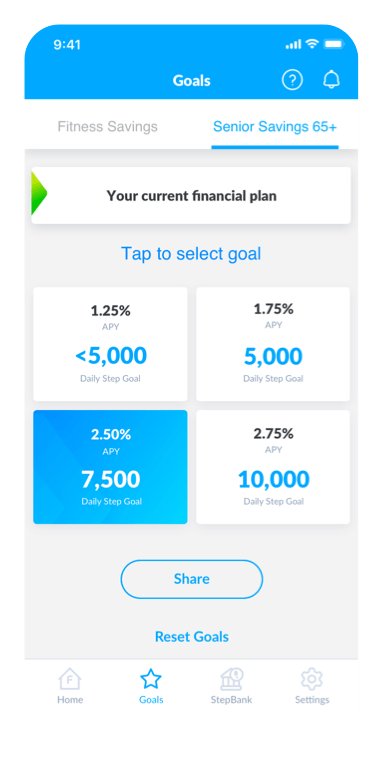 9:41
Goals
?
Fitness Savings
Senior Savings 65+
Your current financial plan
Tap to select goal
1.25%
APY
<5,000
Daily Step Goal
1.75%
APY
5,000
Daily Step Goal
2.50%
APY
7,500
Daily Step Goal
2.75%
APY
10,000
Daily Step Goal
Share
Reset Goals
F
$
Home
Goals
StepBank
Settings